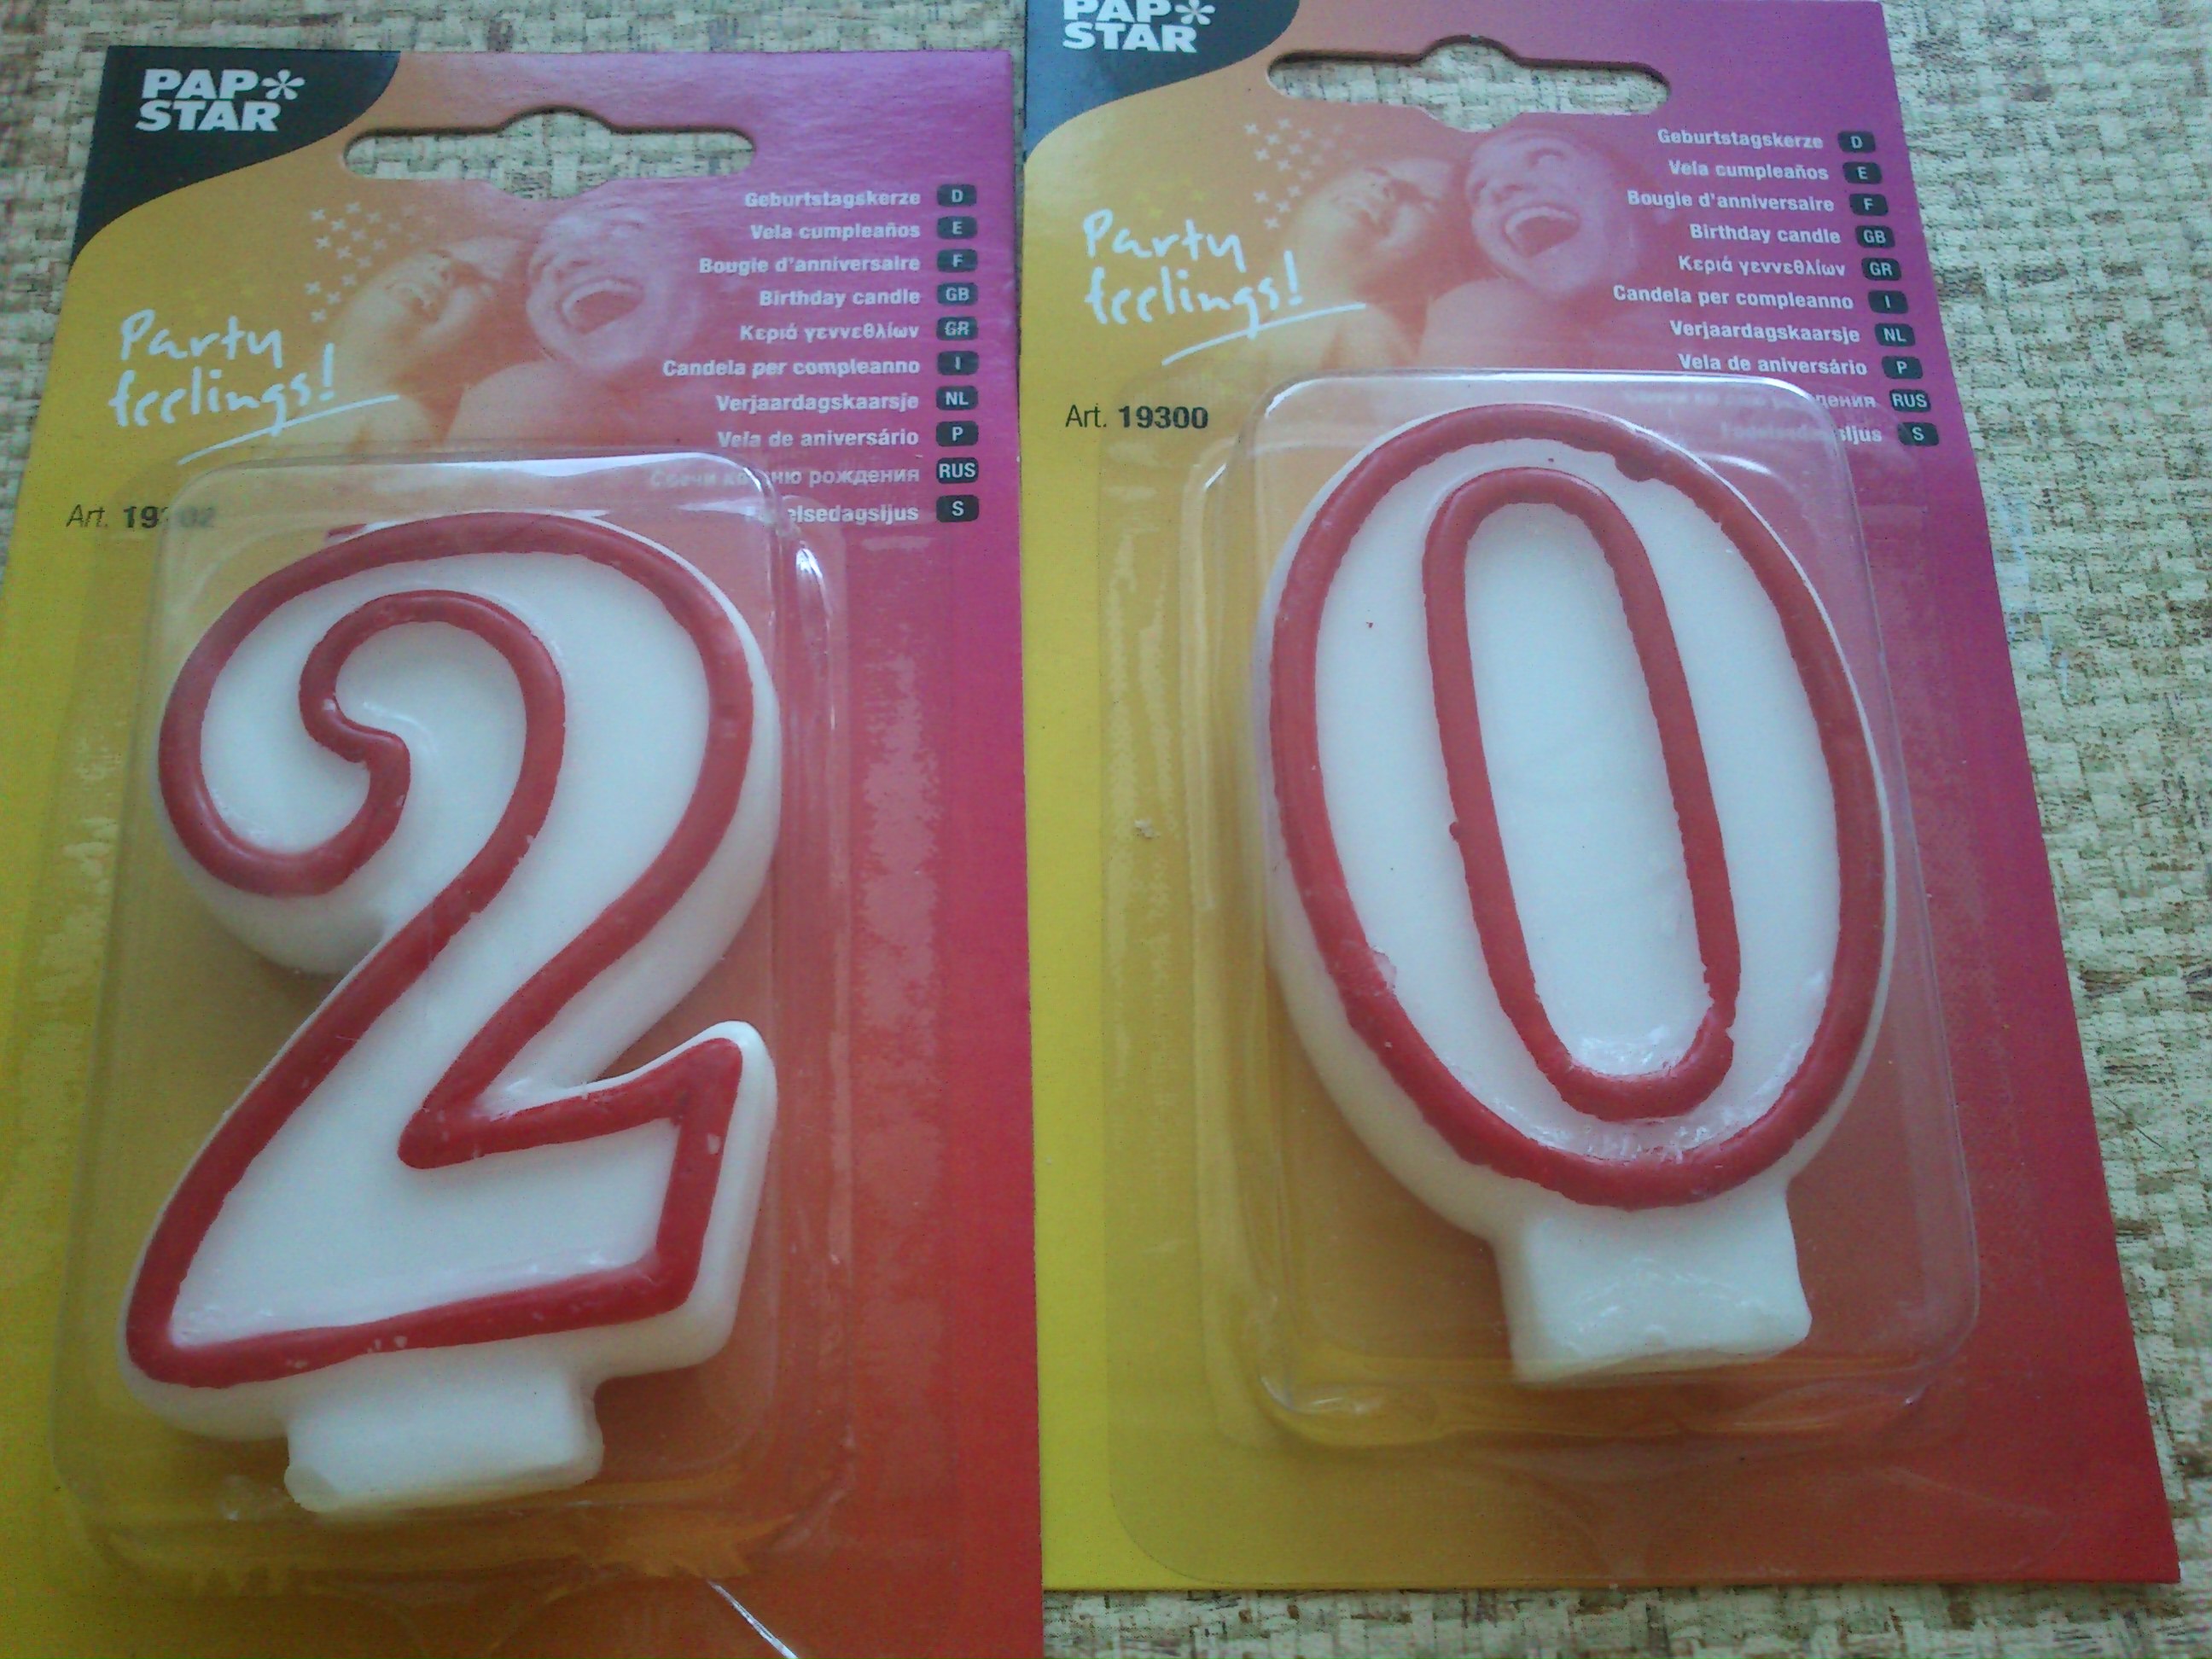 PAP*
STAR
Geburtstagskerze D
Vela cumpleaños E
Bougie d'anniversaire F
Birthday candle GB
Κεριά γεννεθλίων GR
Candela per compleanno I
Verjaardagskaarsje NL
Vela de aniversário P
рождения RUS
S
Party
feelings!
Art.
2
PAP*
STAR
Geburtstagskerze D
Vela cumpleaños E
Bougie d'anniversaire F
Birthday candle GB
Κεριά γεννεθλίων GR
Candela per compleanno I
Verjaardagskaarsje NL
Vela de aniversário P
RUS
S
Party
feelings!
Art. 19300
0